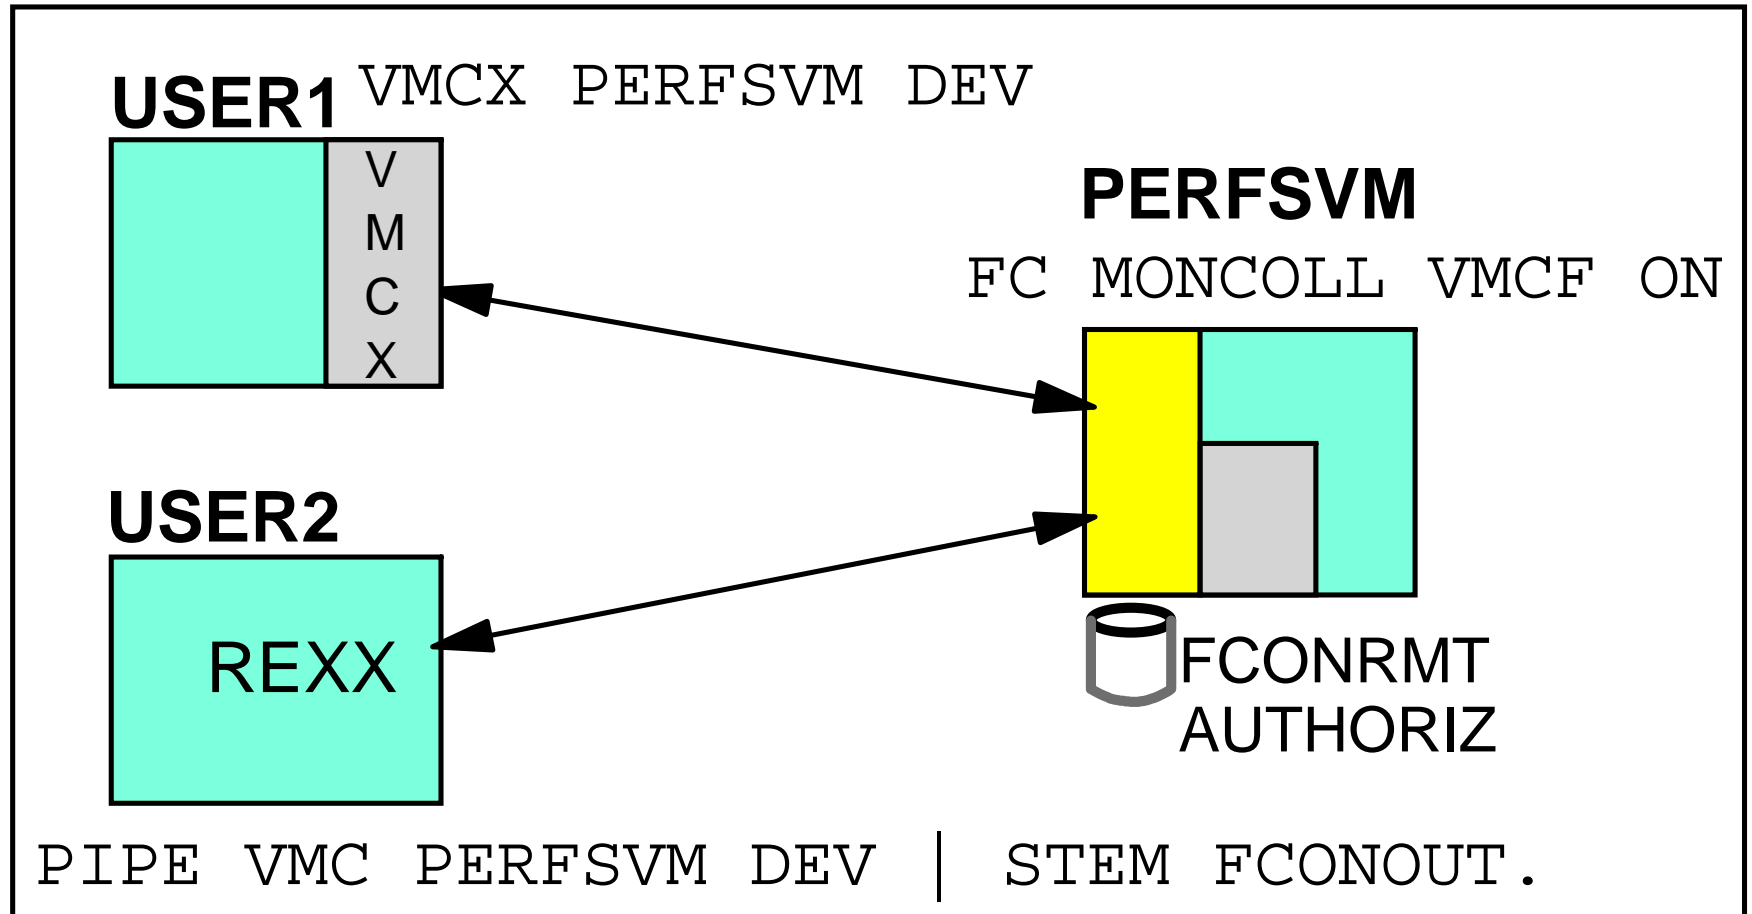 USER1 VMCX PERFSVM DEV
V
M
C
X
PERFSVM
FC MONCOLL VMCF ON
USER2
REXX
FCONRMT
AUTHORIZ
PIPE VMC PERFSVM DEV | STEM FCONOUT.